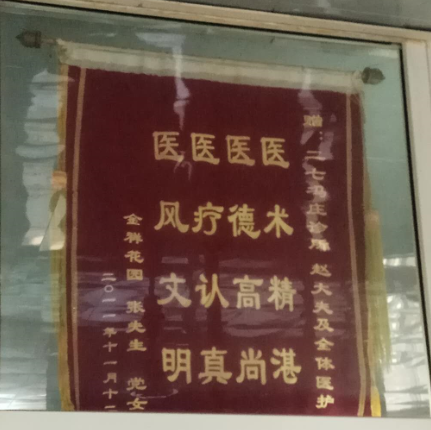 赠：二七冯庄诊所 赵大夫及全体医护
医术精湛
医德高尚
医疗认真
医风文明
金祥花园 张先生 党女
二〇一一年十一月十